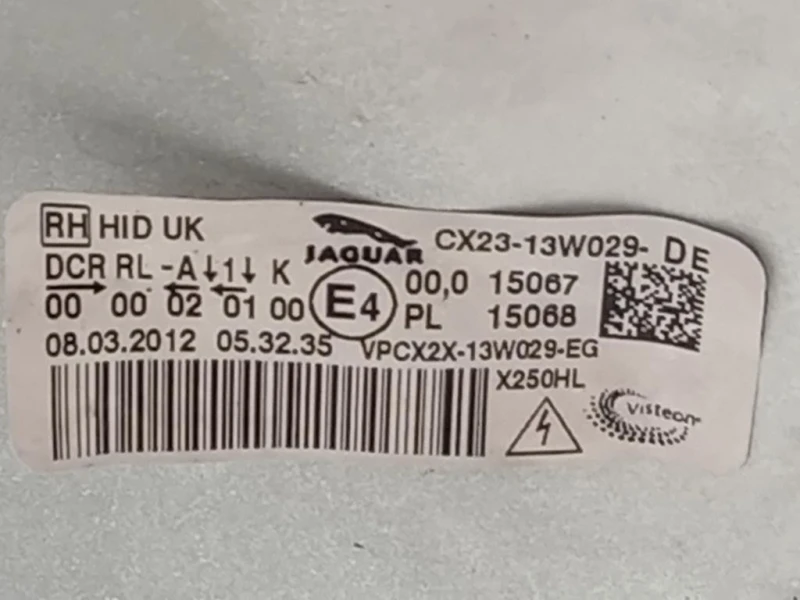 RH HID UK
JAGUAR
CX23-13W029-DE
DCR RL -A↓1↓ K
00 00 02 01 00
E4
00,0 15067
PL 15068
08.03.2012 05.32.35 VPCX2X-13W029-EG
X250HL
Visteon